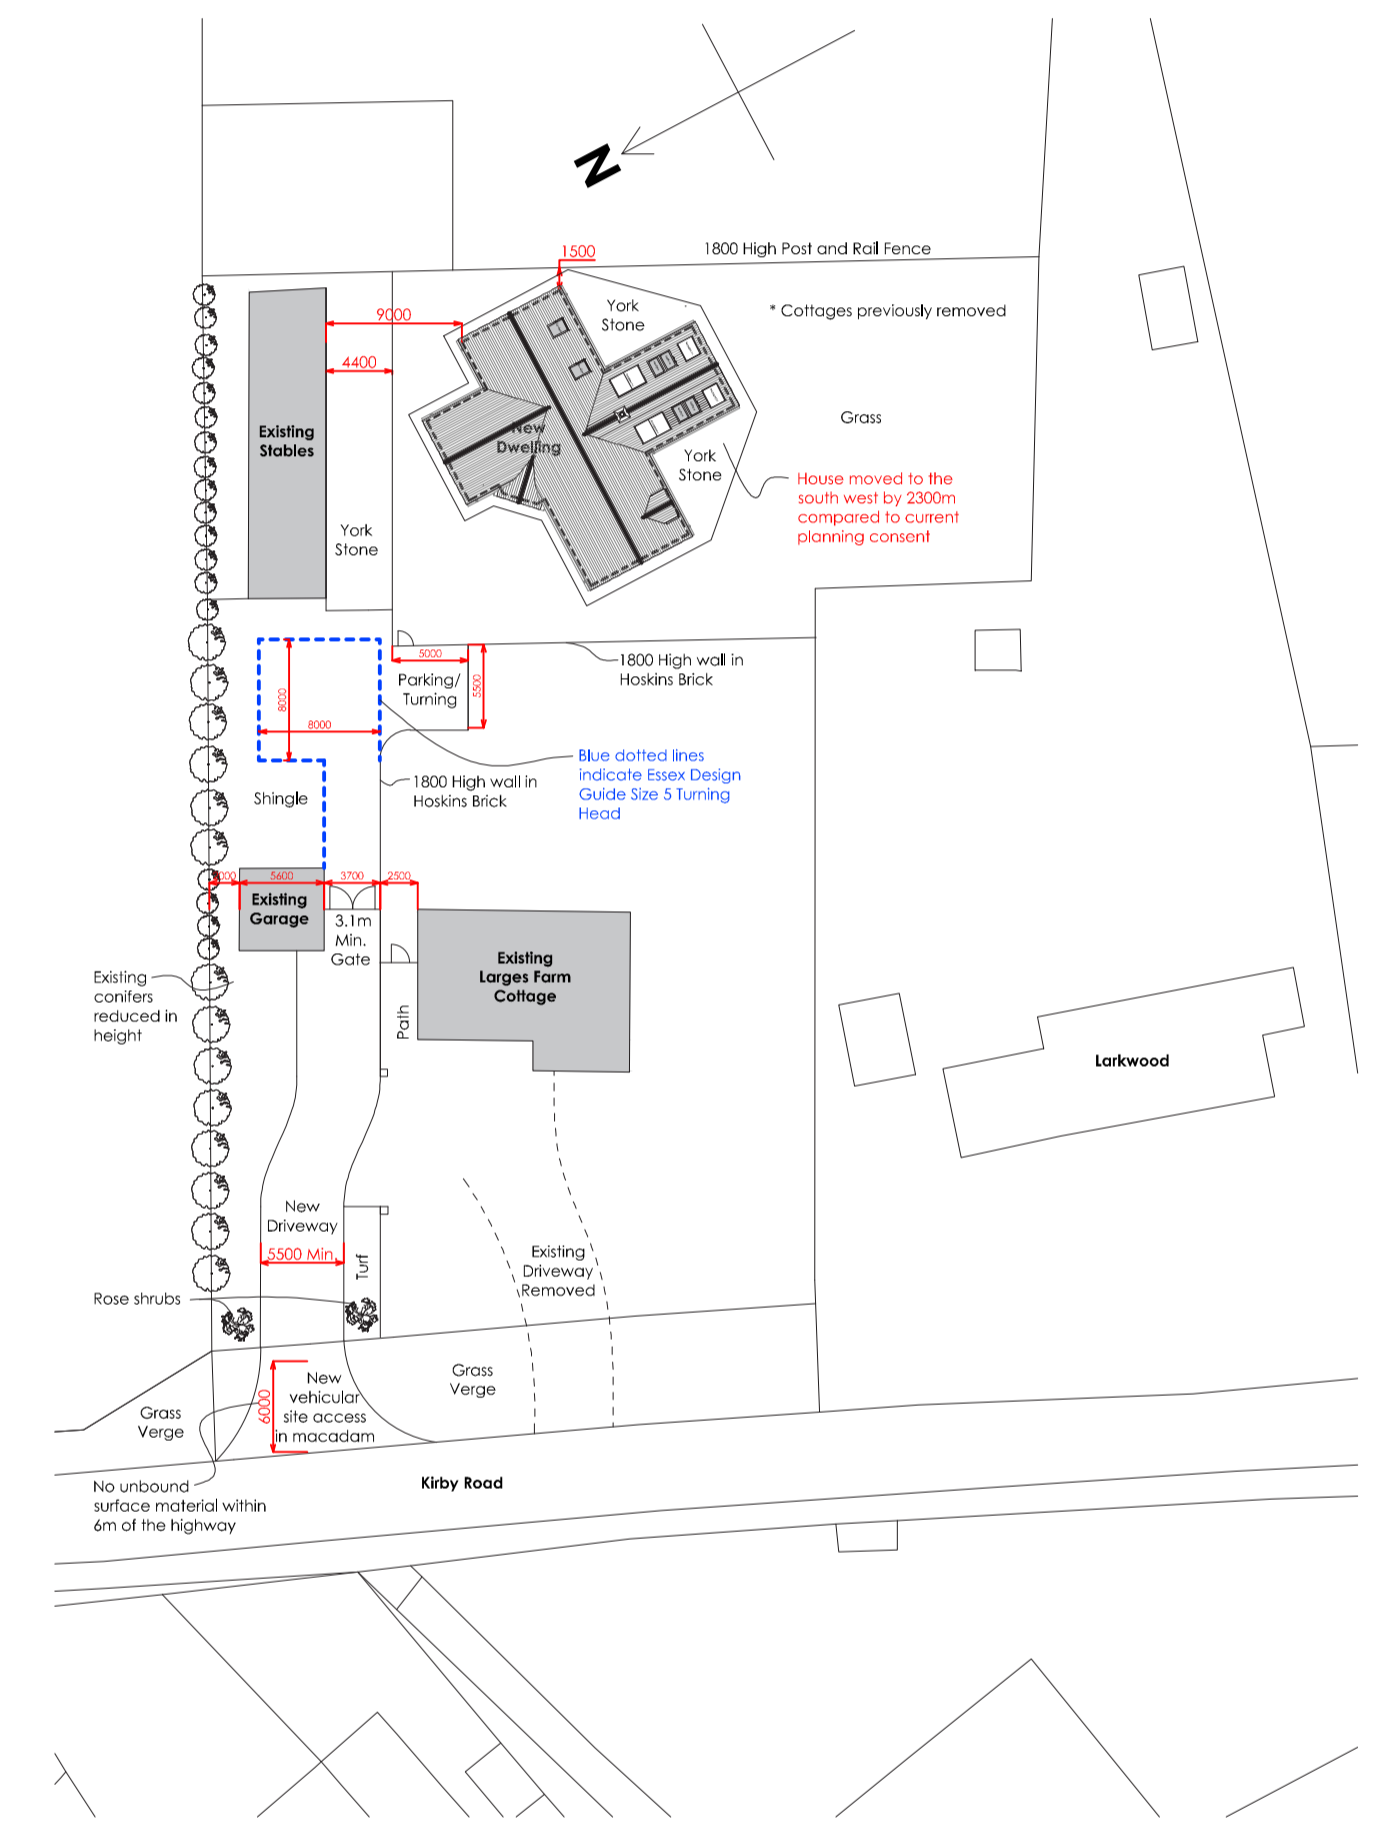 N
1500
1800 High Post and Rail Fence
9000
York
Stone
* Cottages previously removed
4400
Grass
Existing
Stables
New
Dwelling
York
Stone
House moved to the
south west by 2300m
compared to current
planning consent
York
Stone
5000
1800 High wall in
Hoskins Brick
Parking/
Turning
5500
8000
8000
Blue dotted lines
indicate Essex Design
Guide Size 5 Turning
Head
1800 High wall in
Hoskins Brick
Shingle
5600
3700
2500
Existing
Garage
3.1m
Min.
Gate
Existing
Larges Farm
Cottage
Existing
conifers
reduced in
height
Path
Larkwood
New
Driveway
5500 Min.
Turf
Existing
Driveway
Removed
Rose shrubs
Grass
Verge
New
vehicular
site access
in macadam
6000
Grass
Verge
Kirby Road
No unbound
surface material within
6m of the highway